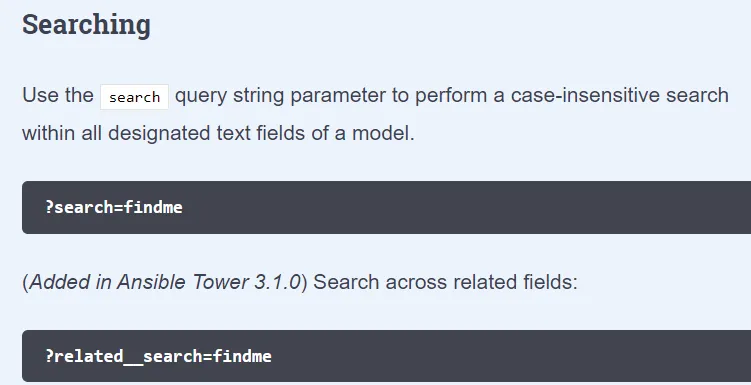 Searching
Use the search query string parameter to perform a case-insensitive search
within all designated text fields of a model.
?search=findme
(Added in Ansible Tower 3.1.0) Search across related fields:
?related__search=findme